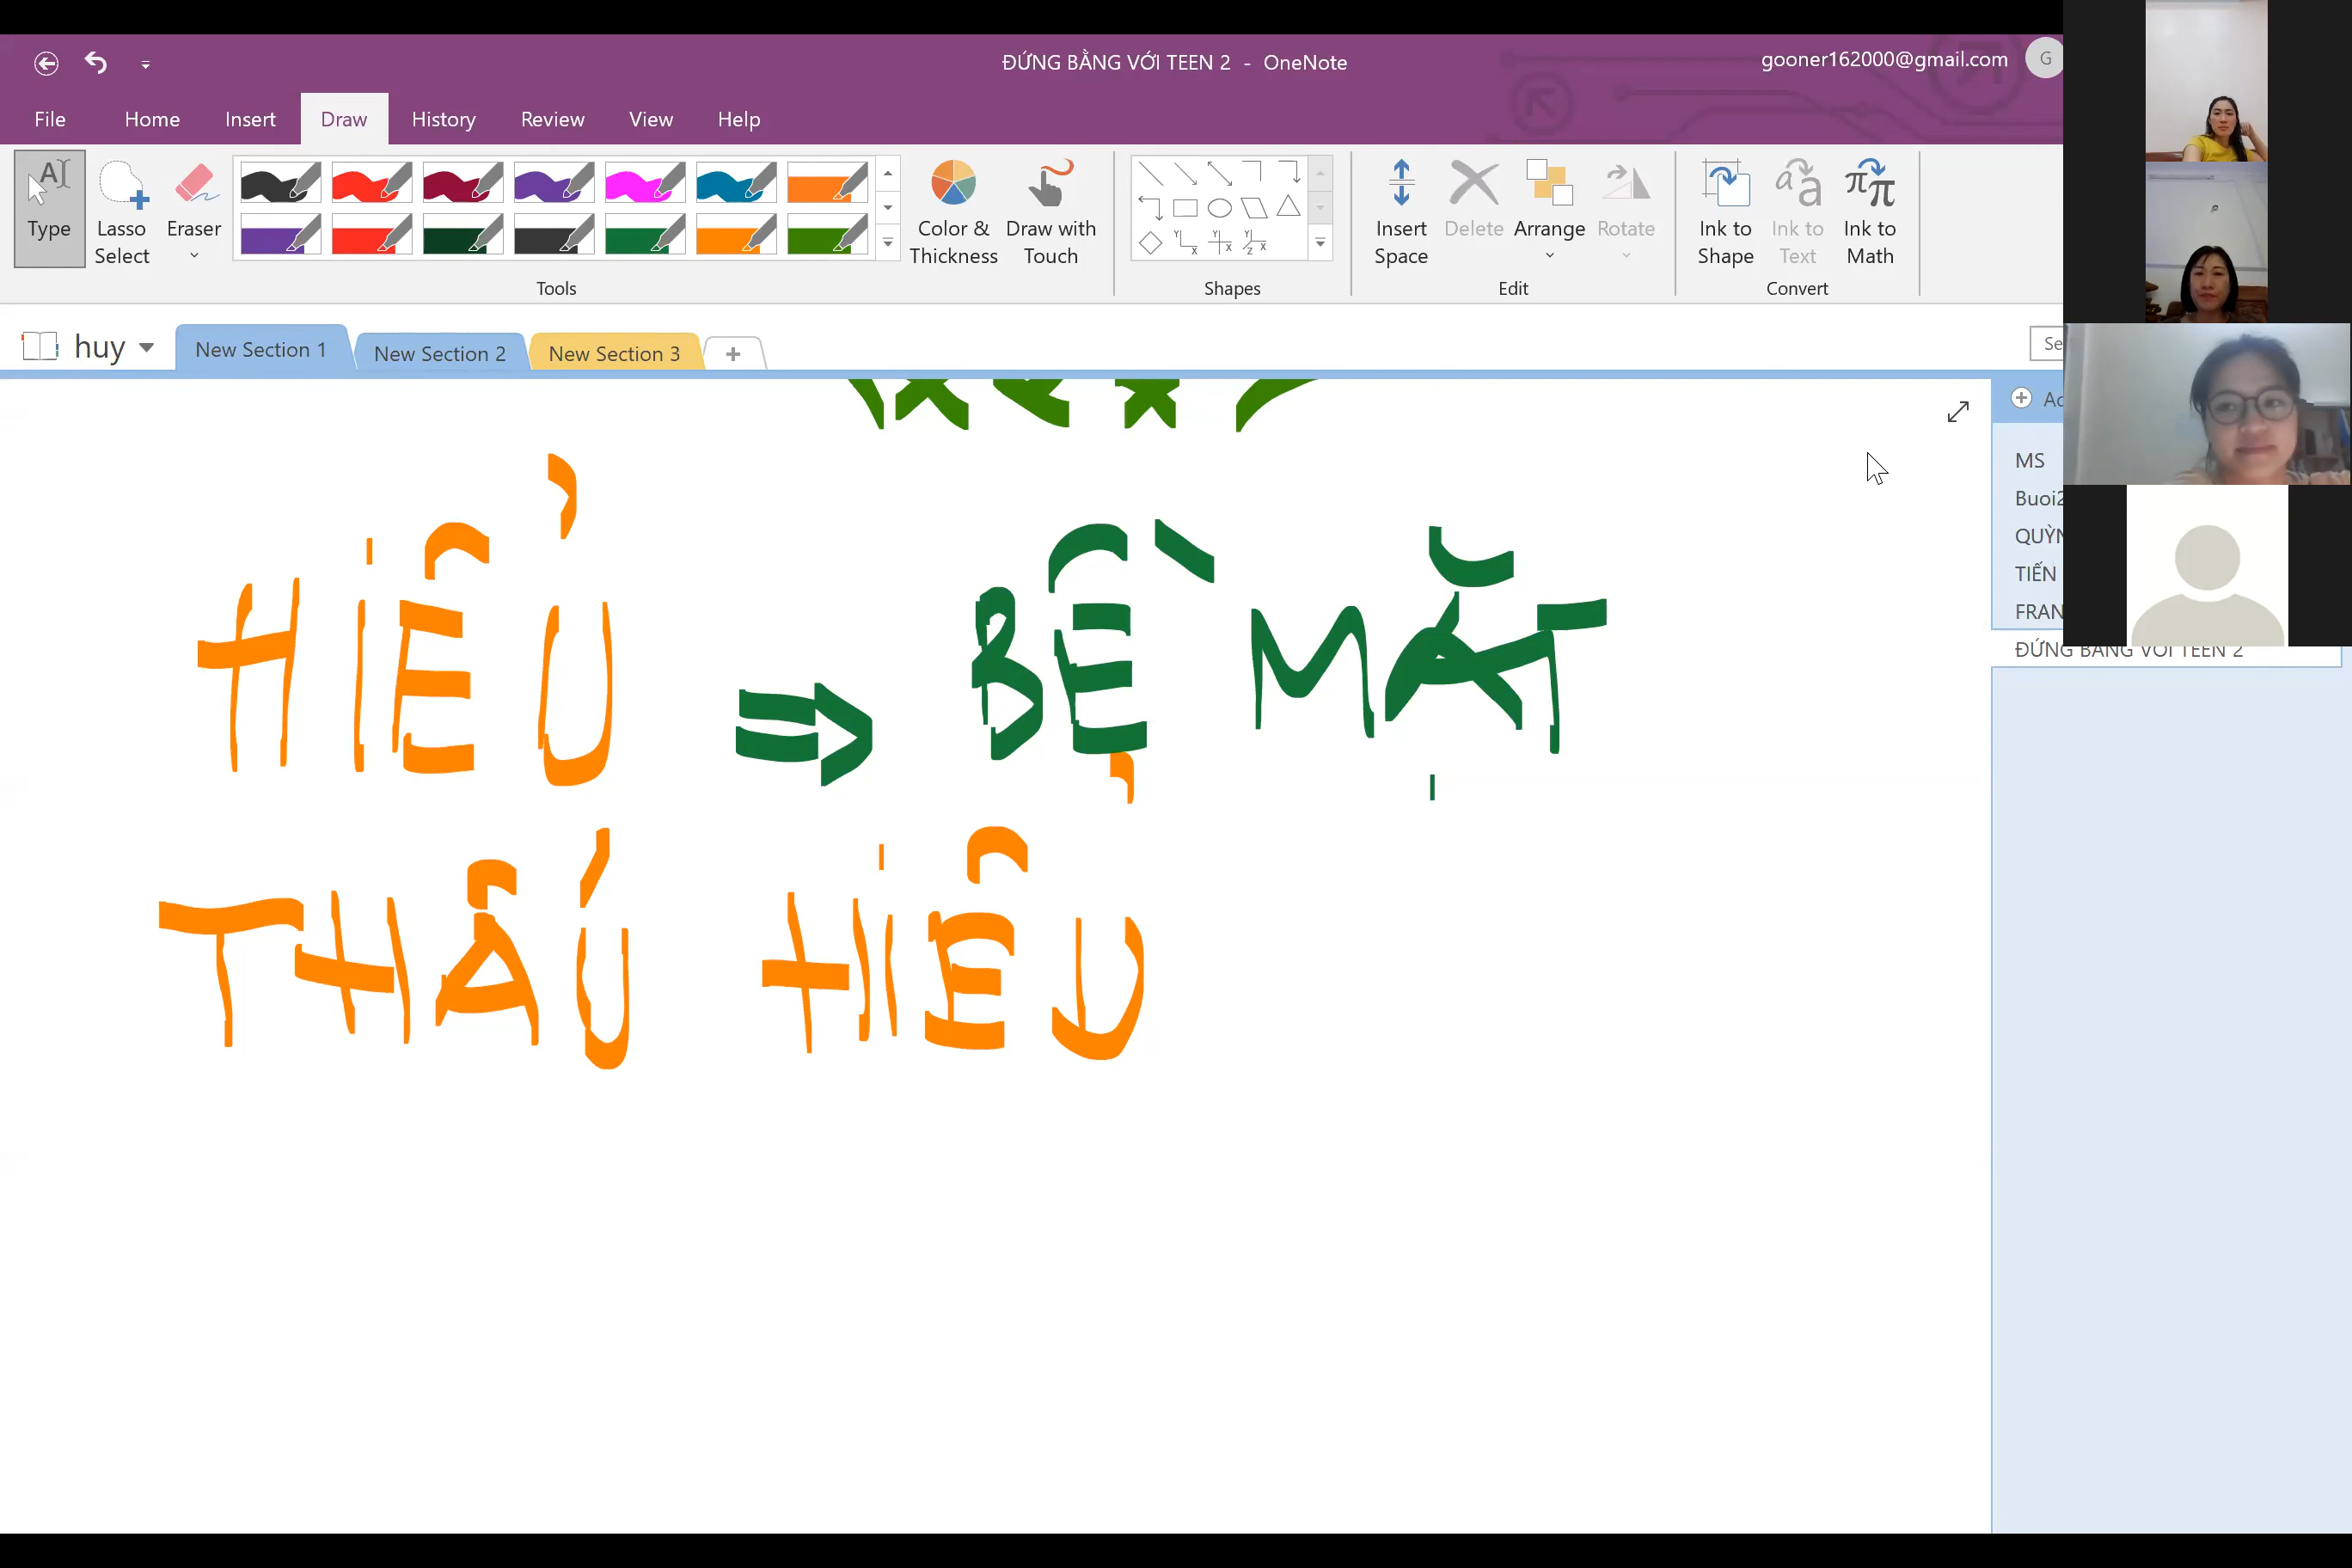 ĐỨNG BẰNG VỚI TEEN 2 - OneNote
gooner162000@gmail.com
G
File Home Insert Draw History Review View Help
Type
Lasso Select
Eraser
Color & Thickness
Draw with Touch
Insert Space
Delete
Arrange
Rotate
Ink to Shape
Ink to Text
Ink to Math
Tools Shapes Edit Convert
huy New Section 1 New Section 2 New Section 3 +
MS
TIẾN
ĐỨNG BẰNG VỚI TEEN 2
HIỂU => BỀ MẶT
THẤU HIỂU